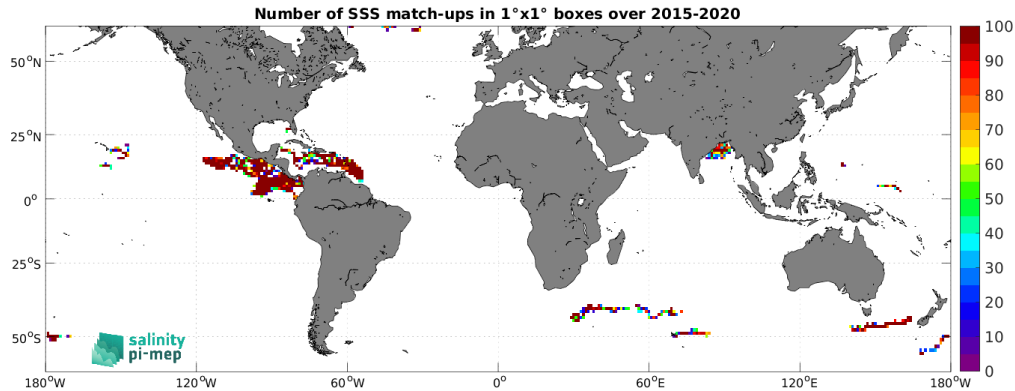 Number of SSS match-ups in 1°x1° boxes over 2015-2020
50°N
25°N
0°
25°S
50°S
180°W
120°W
60°W
0°E
60°E
120°E
180°W
100
90
80
70
60
50
40
30
20
10
0
salinity
pi-mep